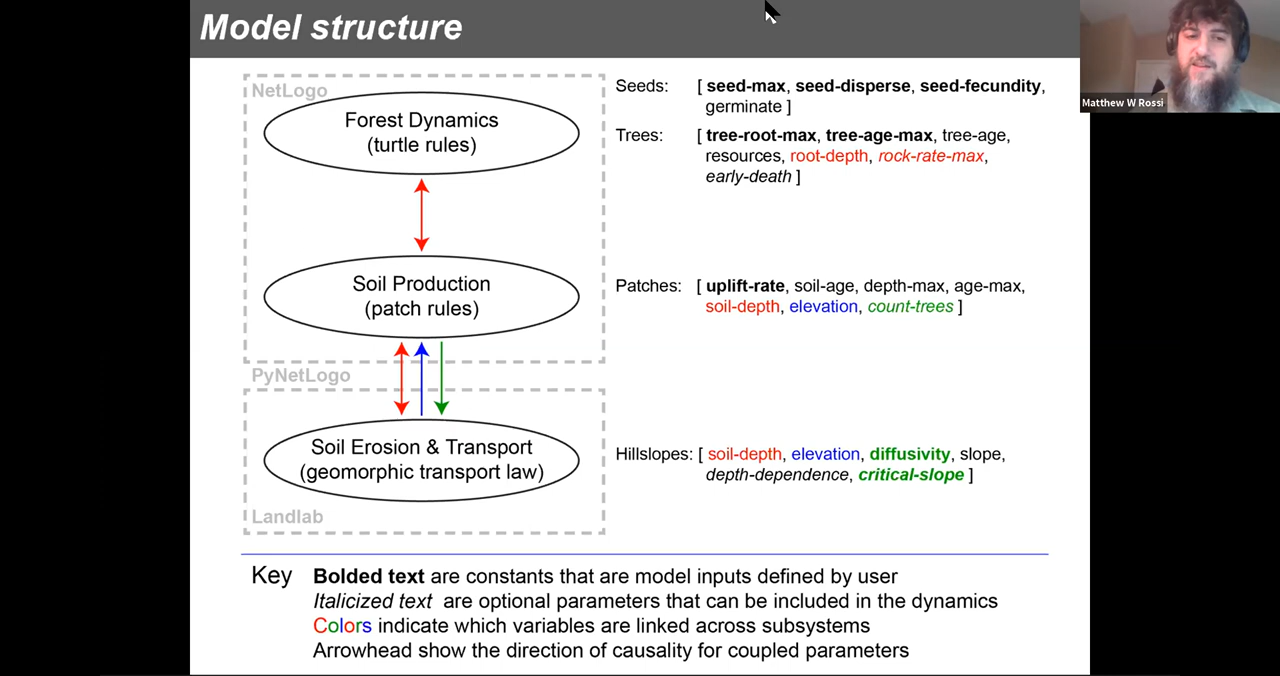 Model structure
Matthew W Rossi
NetLogo
Forest Dynamics
(turtle rules)
Seeds: [ seed-max, seed-disperse, seed-fecundity,
germinate ]
Trees: [ tree-root-max, tree-age-max, tree-age,
resources, root-depth, rock-rate-max,
early-death ]
Soil Production
(patch rules)
Patches: [ uplift-rate, soil-age, depth-max, age-max,
soil-depth, elevation, count-trees ]
PyNetLogo
Soil Erosion & Transport
(geomorphic transport law)
Hillslopes: [ soil-depth, elevation, diffusivity, slope,
depth-dependence, critical-slope ]
Landlab
Key
Bolded text are constants that are model inputs defined by user
Italicized text are optional parameters that can be included in the dynamics
Colors indicate which variables are linked across subsystems
Arrowhead show the direction of causality for coupled parameters